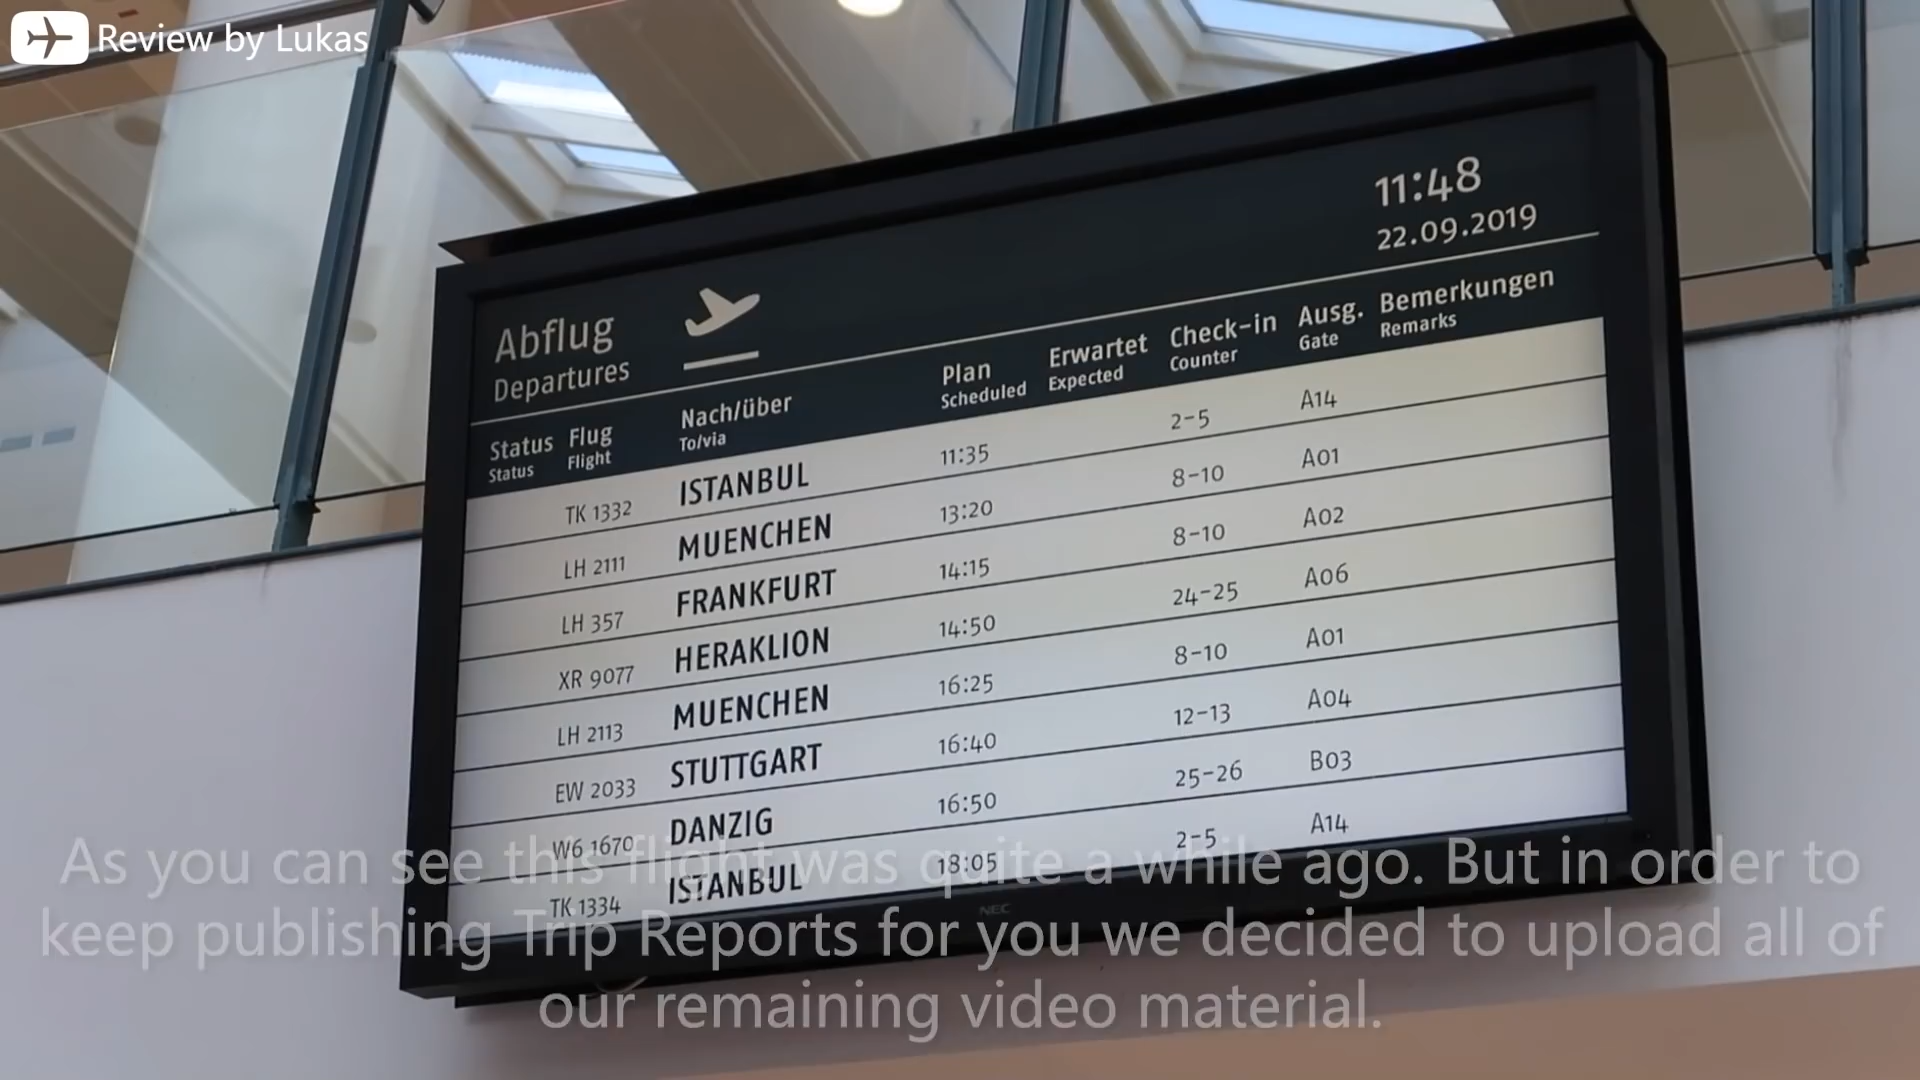 Review by Lukas
11:48
22.09.2019
Abflug
Departures
Status Flug Nach/über Plan Erwartet Check-in Ausg. Bemerkungen
Status Flight To/via Scheduled Expected Counter Gate Remarks
TK 1332 ISTANBUL 11:35 2-5 A14
LH 2111 MUENCHEN 13:20 8-10 A01
LH 357 FRANKFURT 14:15 8-10 A02
XR 9077 HERAKLION 14:50 24-25 A06
LH 2113 MUENCHEN 16:25 8-10 A01
EW 2033 STUTTGART 16:40 12-13 A04
W6 1670 DANZIG 16:50 25-26 B03
TK 1334 ISTANBUL 18:05 2-5 A14
NEC
As you can see this flight was quite a while ago. But in order to
keep publishing Trip Reports for you we decided to upload all of
our remaining video material.